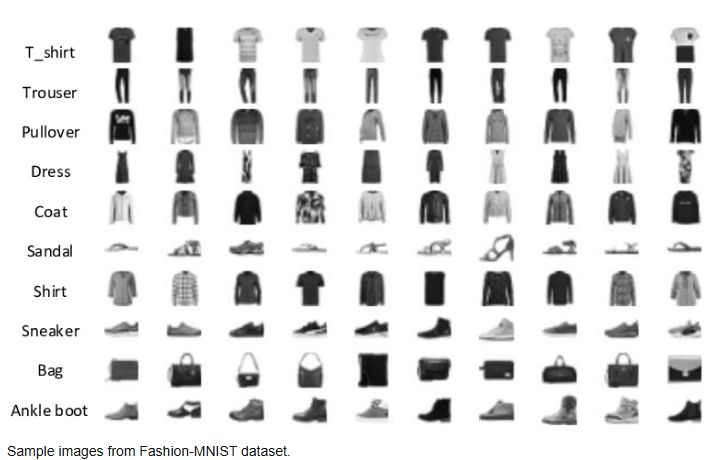 T_shirt
Trouser
Pullover
Dress
Coat
Sandal
Shirt
Sneaker
Bag
Ankle boot
Sample images from Fashion-MNIST dataset.